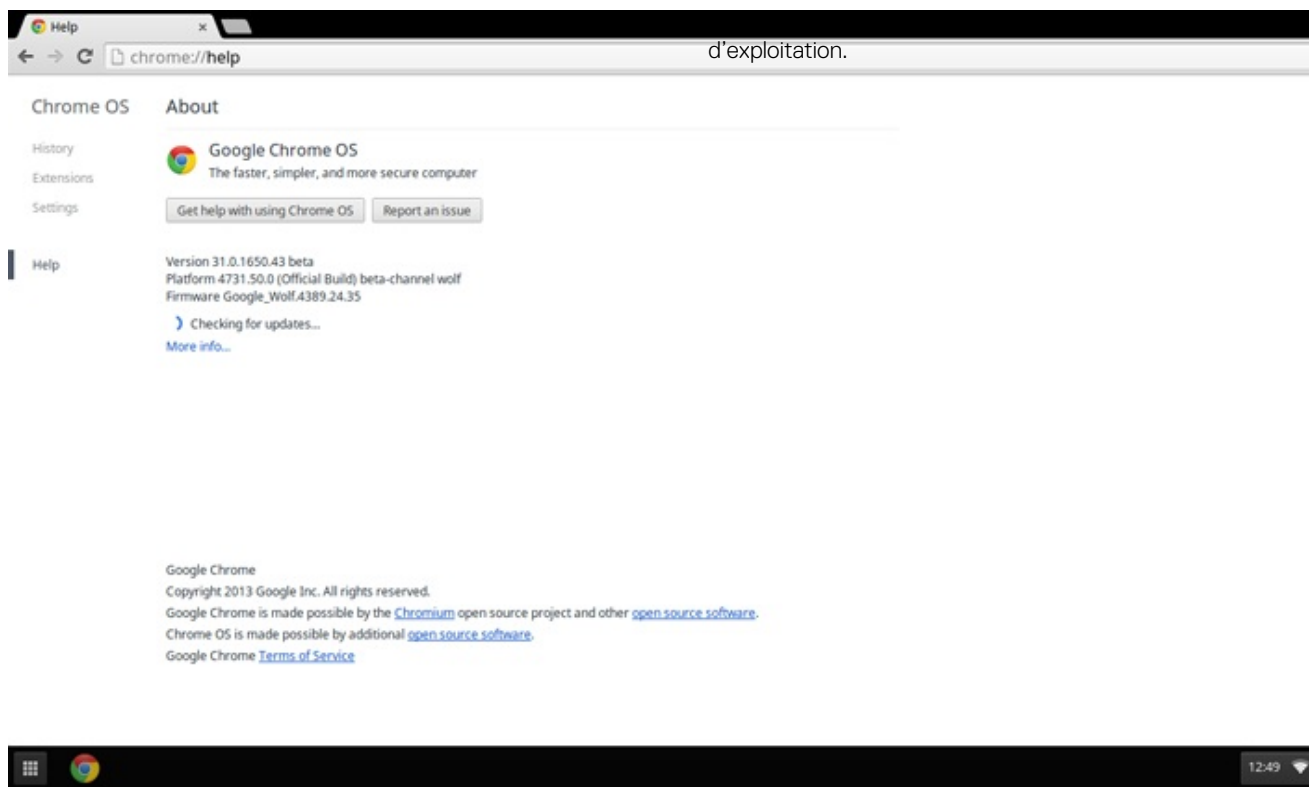 Help
d'exploitation.
chrome://help
Chrome OS
About
History
Extensions
Settings
Help
Google Chrome OS
The faster, simpler, and more secure computer
Get help with using Chrome OS
Report an issue
Version 31.0.1650.43 beta
Platform 4731.50.0 (Official Build) beta-channel wolf
Firmware Google_Wolf.4389.24.35
Checking for updates...
More info...
Google Chrome
Copyright 2013 Google Inc. All rights reserved.
Google Chrome is made possible by the Chromium open source project and other open source software.
Chrome OS is made possible by additional open source software.
Google Chrome Terms of Service
12:49